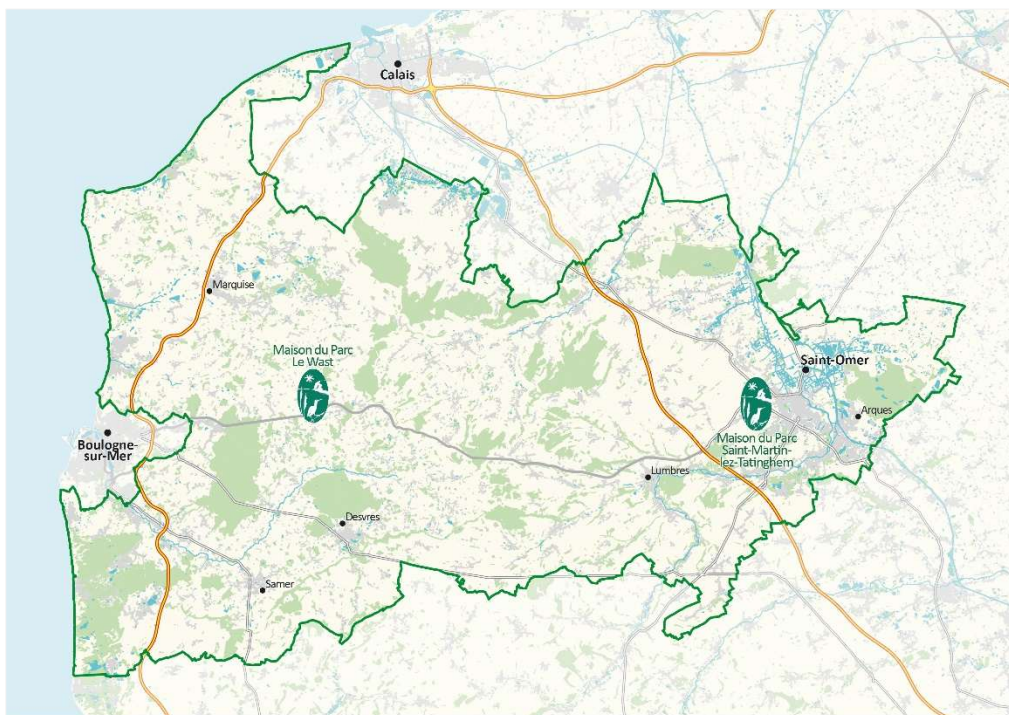 Calais
Marquise
Maison du Parc
Le Wast
Saint-Omer
Arques
Boulogne-
sur-Mer
Maison du Parc
Saint-Martin-
lez-Tatinghem
Lumbres
Desvres
Samer